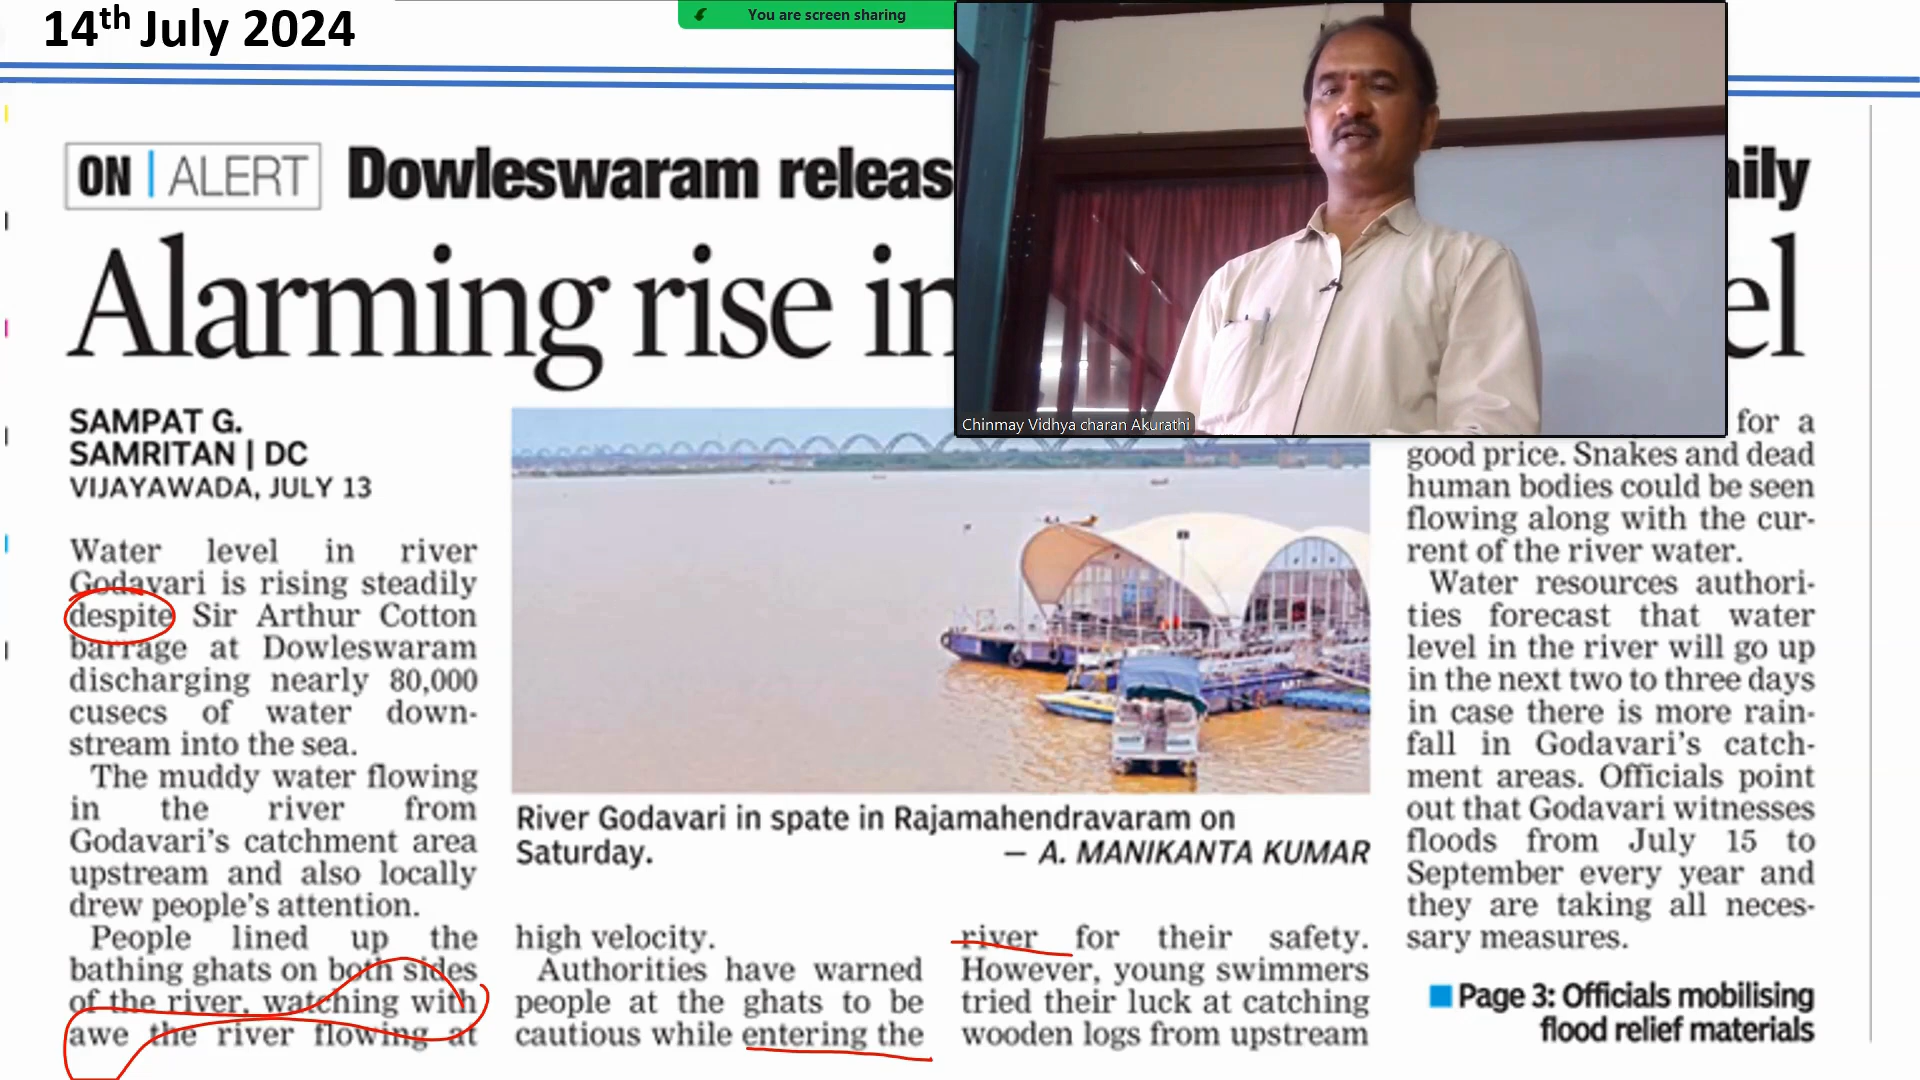 14th July 2024
You are screen sharing
ON | ALERT Dowleswaram releas
aily
Alarming rise in
el
Chinmay Vidhya charan Akurathi
SAMPAT G.
SAMRITAN | DC
VIJAYAWADA, JULY 13
Water level in river
Godavari is rising steadily
despite Sir Arthur Cotton
barrage at Dowleswaram
discharging nearly 80,000
cusecs of water down-
stream into the sea.
The muddy water flowing
in the river from
Godavari's catchment area
upstream and also locally
drew people's attention.
People lined up the
bathing ghats on both sides
of the river, watching with
awe the river flowing at
River Godavari in spate in Rajamahendravaram on
Saturday. — A. MANIKANTA KUMAR
high velocity.
Authorities have warned
people at the ghats to be
cautious while entering the
river for their safety.
However, young swimmers
tried their luck at catching
wooden logs from upstream
for a
good price. Snakes and dead
human bodies could be seen
flowing along with the cur-
rent of the river water.
Water resources authori-
ties forecast that water
level in the river will go up
in the next two to three days
in case there is more rain-
fall in Godavari's catch-
ment areas. Officials point
out that Godavari witnesses
floods from July 15 to
September every year and
they are taking all neces-
sary measures.
Page 3: Officials mobilising
flood relief materials